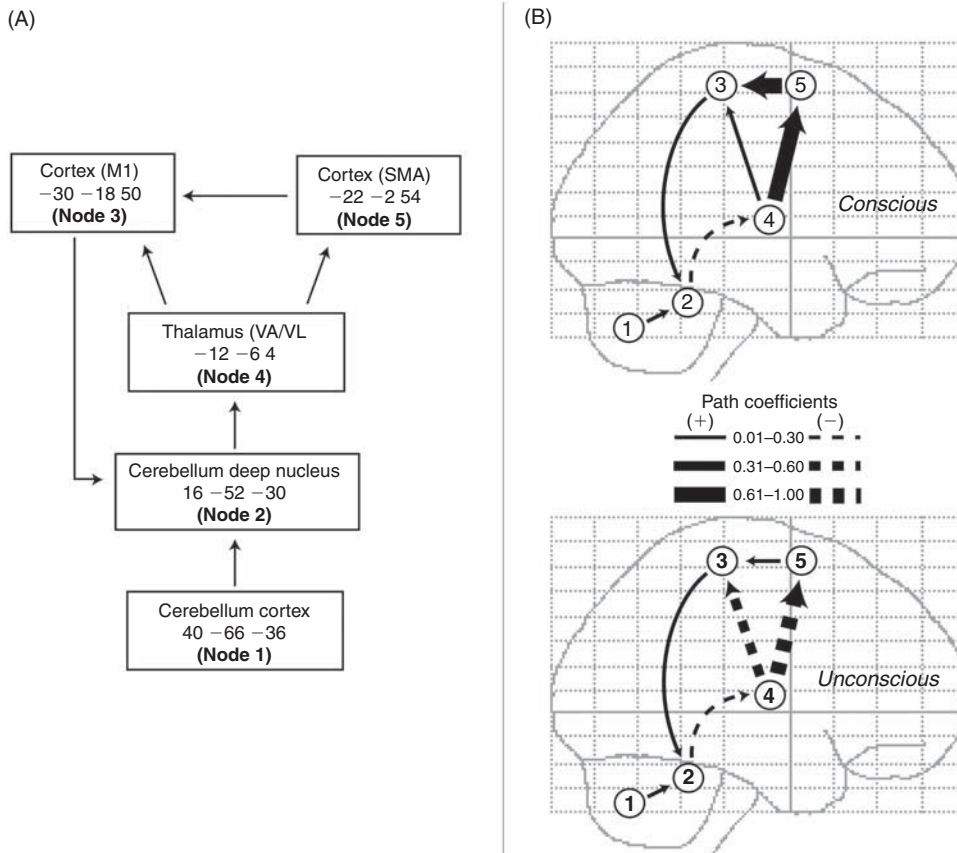 (A)
Cortex (M1)
−30 −18 50
(Node 3)
Cortex (SMA)
−22 −2 54
(Node 5)
Thalamus (VA/VL
−12 −6 4
(Node 4)
Cerebellum deep nucleus
16 −52 −30
(Node 2)
Cerebellum cortex
40 −66 −36
(Node 1)
(B)
3
5
4
Conscious
2
1
Path coefficients
(+) (−)
0.01–0.30
0.31–0.60
0.61–1.00
3
5
4
Unconscious
2
1